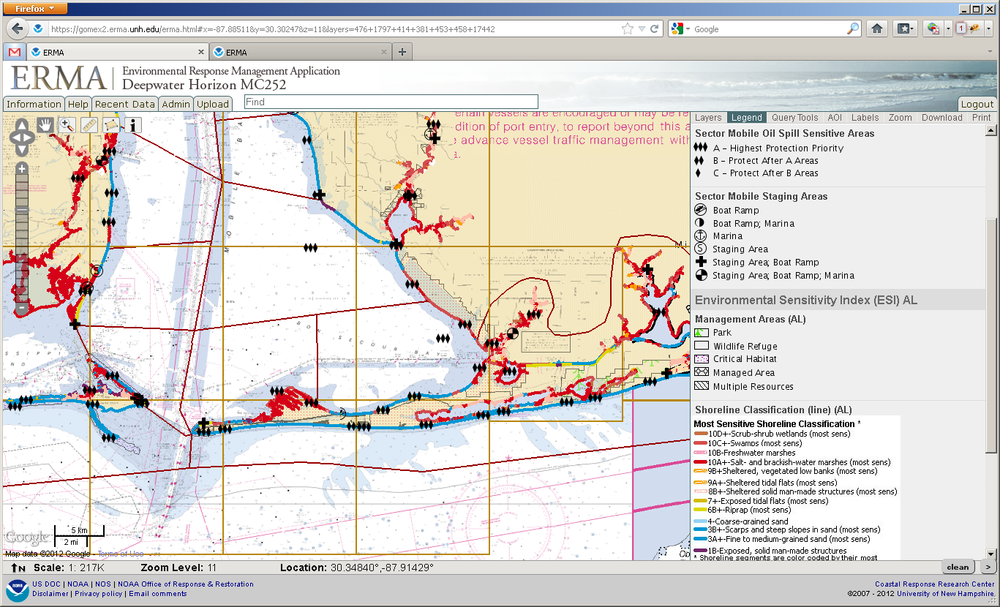 Firefox
https://gomex2.erma.unh.edu/erma.html#x=-87.88511&y=30.30247&z=11&layers=476+1797+414+381+453+458+17442
Google
1
ERMA
ERMA
ERMA
Environmental Response Management Application
Deepwater Horizon MC252
Information
Help
Recent Data
Admin
Upload
Find
Logout
Layers
Legend
Query Tools
AOI
Labels
Zoom
Download
Print
ertain vessels are encouraged or may be re
dition of port entry, to report beyond this a
e advance vessel traffic management with
a.
Sector Mobile Oil Spill Sensitive Areas
A - Highest Protection Priority
B - Protect After A Areas
C - Protect After B Areas
Sector Mobile Staging Areas
Boat Ramp
Boat Ramp; Marina
Marina
Staging Area
Staging Area; Boat Ramp
Staging Area; Boat Ramp; Marina
Environmental Sensitivity Index (ESI) AL
Management Areas (AL)
Park
Wildlife Refuge
Critical Habitat
Managed Area
Multiple Resources
Shoreline Classification (line) (AL)
Most Sensitive Shoreline Classification *
10D+-Scrub-shrub wetlands (most sens)
10C+-Swamps (most sens)
10B-Freshwater marshes
10A+-Salt- and brackish-water marshes (most sens)
9B+Sheltered, vegetated low banks (most sens)
9A+-Sheltered tidal flats (most sens)
8B+-Sheltered solid man-made structures (most sens)
7+-Exposed tidal flats (most sens)
6B+-Riprap (most sens)
4-Coarse-grained sand
3B+-Scarps and steep slopes in sand (most sens)
3A+-Fine to medium-grained sand (most sens)
1B-Exposed, solid man-made structures
* Shoreline segments are color coded by their most
MOBILE BA
BON SECOUR BAY
5 km
2 mi
Google
Map data ©2012 Google - Terms of Use
N Scale: 1: 217K Zoom Level: 11 Location: 30.34840°,-87.91429°
clean
>
NOAA
US DOC | NOAA | NOS | NOAA Office of Response & Restoration
Disclaimer | Privacy policy | Email comments
Coastal Response Research Center
©2007 - 2012 University of New Hampshire